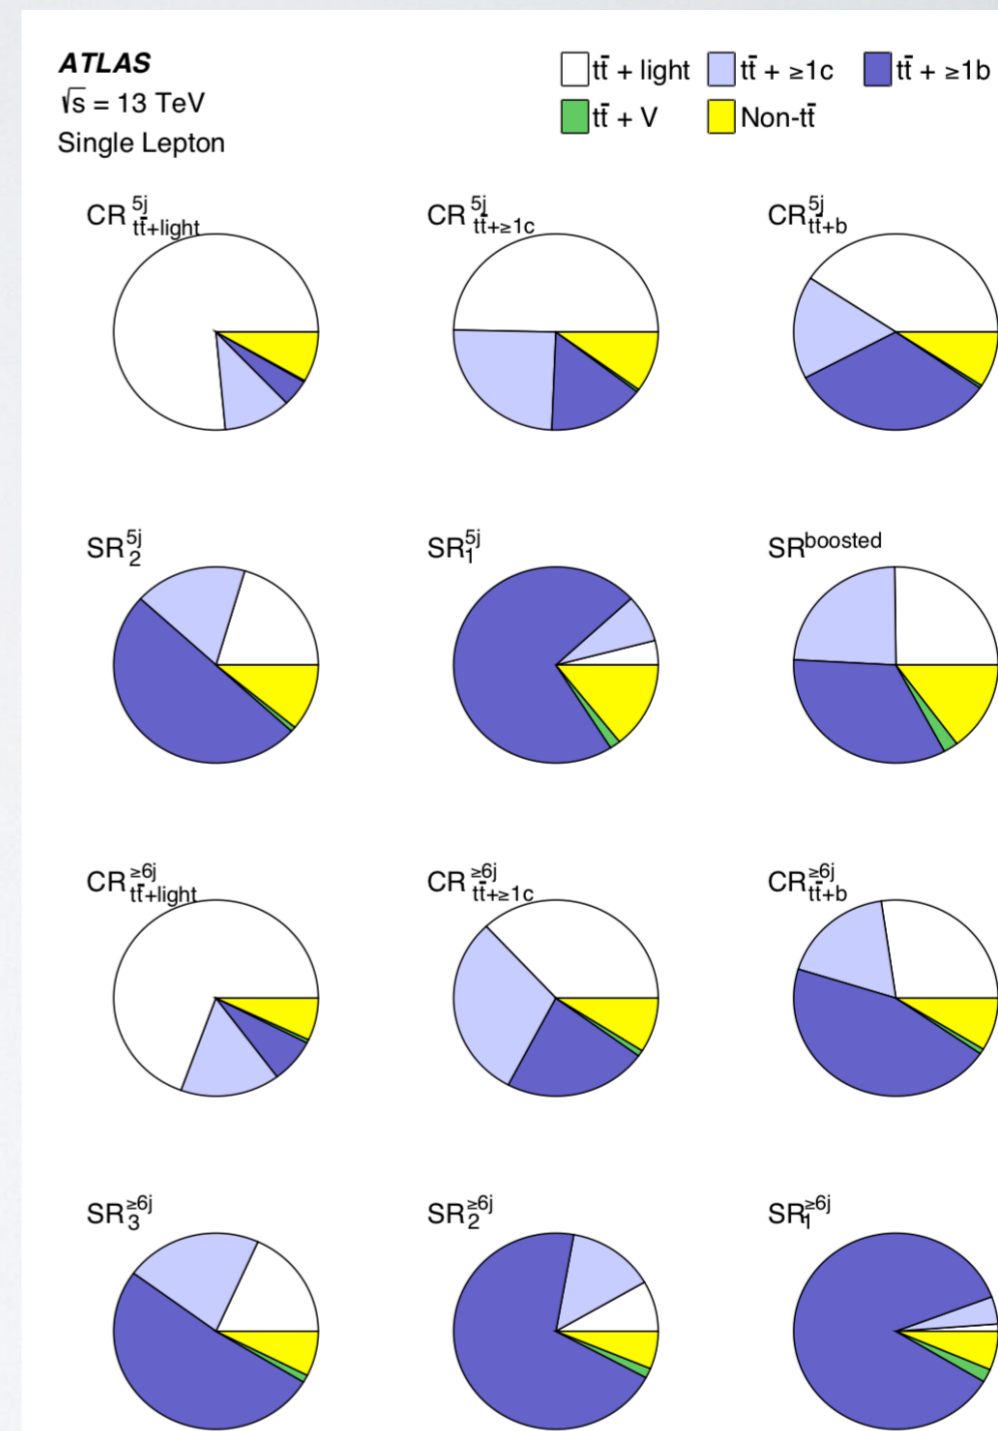 ATLAS
√s = 13 TeV
Single Lepton
tt̄ + light tt̄ + ≥1c tt̄ + ≥1b
tt̄ + V Non-tt̄
CR 5j tt̄+light CR 5j tt̄+≥1c CR 5j tt̄+b
SR 5j 2 SR 5j 1 SR boosted
CR ≥6j tt̄+light CR ≥6j tt̄+≥1c CR ≥6j tt̄+b
SR ≥6j 3 SR ≥6j 2 SR ≥6j 1